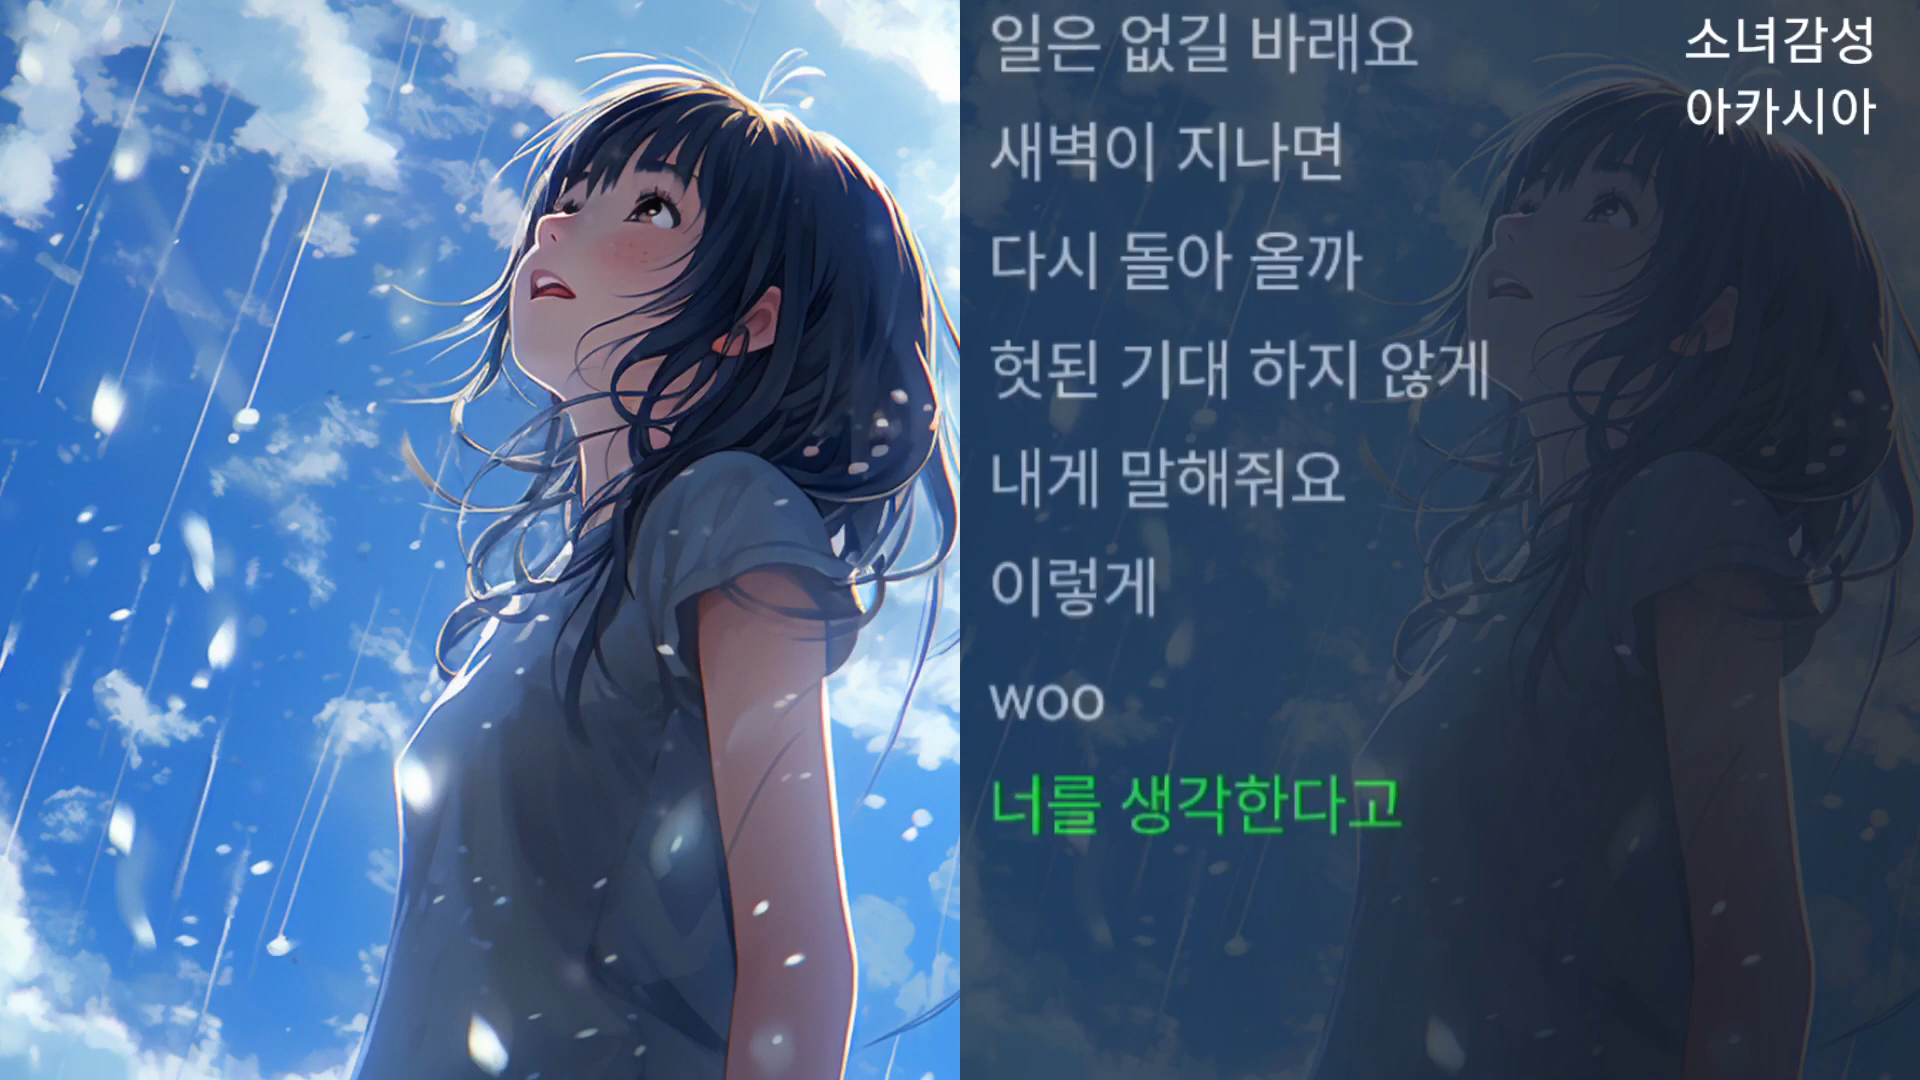 일은 없길 바래요
새벽이 지나면
다시 돌아 올까
헛된 기대 하지 않게
내게 말해줘요
이렇게
woo
너를 생각한다고
소녀감성
아카시아